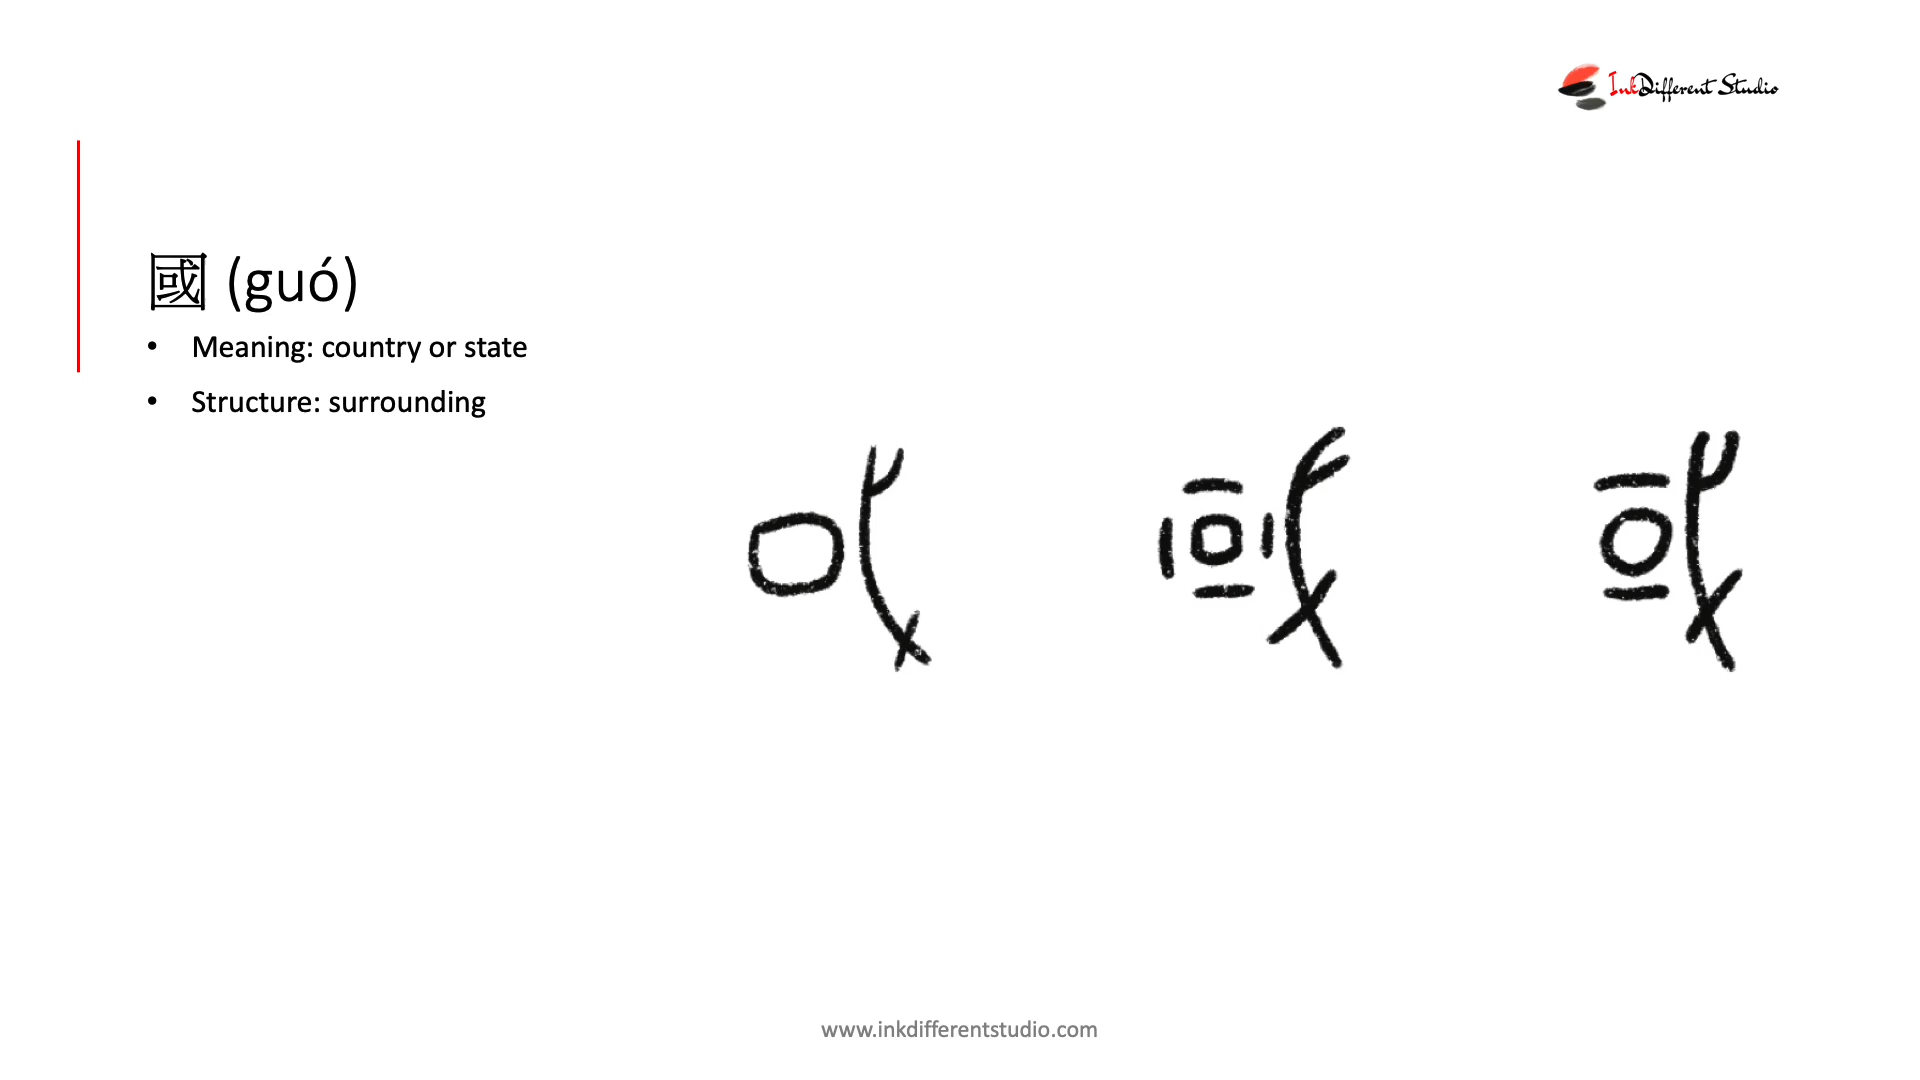 InkDifferent Studio
國 (guó)
• Meaning: country or state
• Structure: surrounding
www.inkdifferentstudio.com